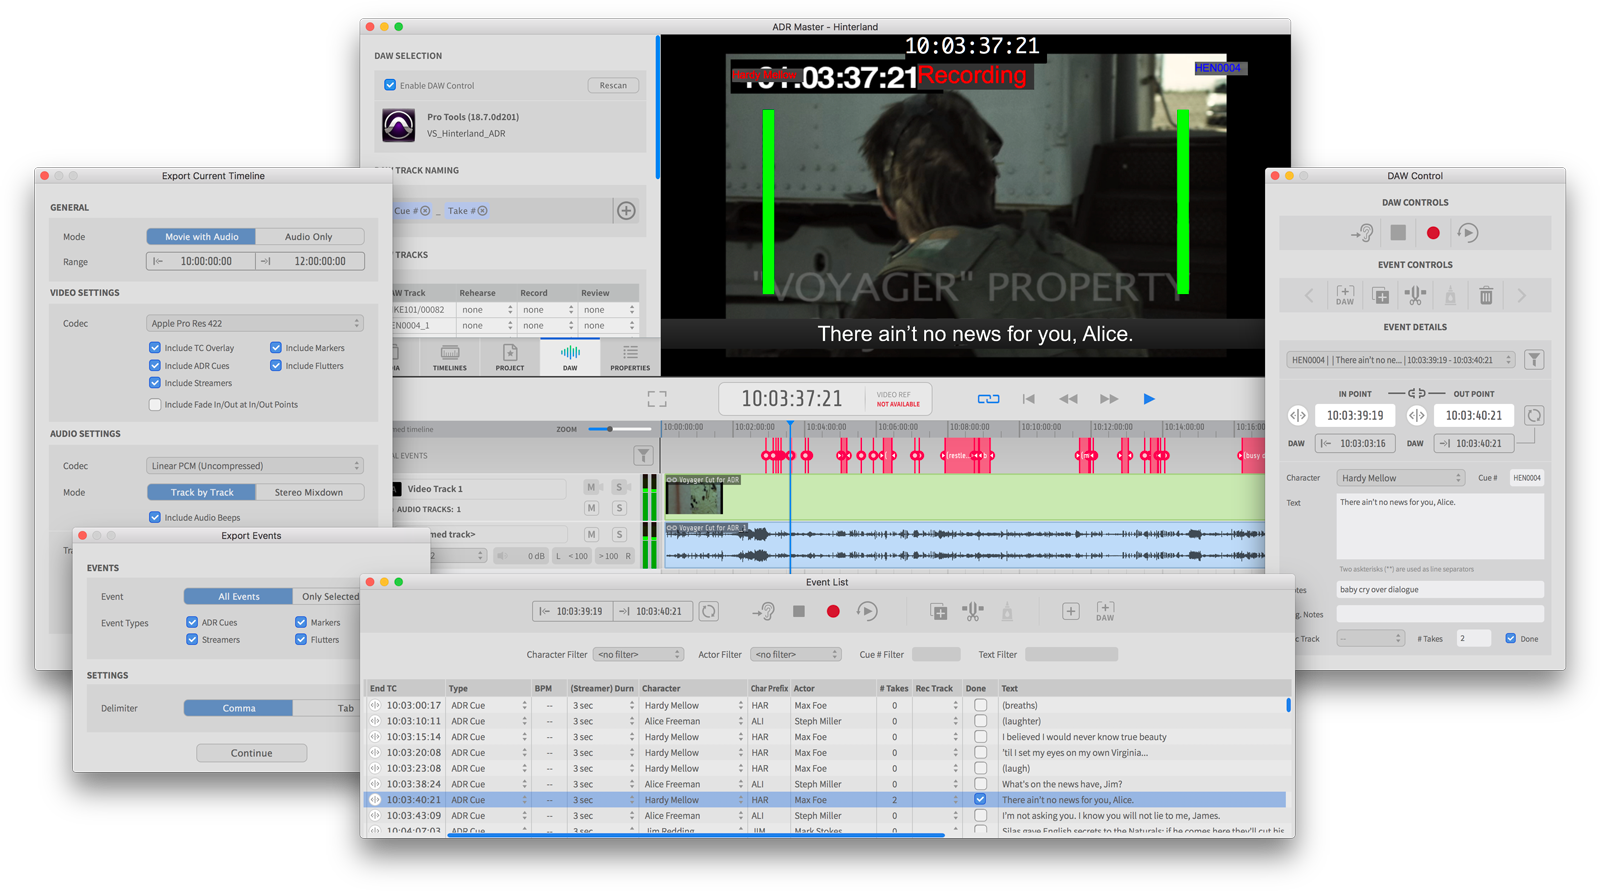 ADR Master - Hinterland
DAW SELECTION
Enable DAW Control
Rescan
Pro Tools (18.7.0d201)
VS_Hinterland_ADR
TRACK NAMING
Cue #
_
Take #
TRACKS
Track Rehearse Record Review
KE101/00082 none none none
EN0004_1 none none none
TIMELINES
PROJECT
DAW
PROPERTIES
10:03:37:21
Hardy Mellow
01:03:37:21
Recording
HEN0004
"VOYAGER" PROPERTY
There ain't no news for you, Alice.
10:03:37:21
VIDEO REF
NOT AVAILABLE
med timeline
ZOOM
10:00:00:00 10:02:00:00 10:04:00:00 10:06:00:00 10:08:00:00 10:10:00:00 10:12:00:00 10:14:00:00 10:16:00
EVENTS
[restle...
b
[m
[busy d
Video Track 1
M S
AUDIO TRACKS: 1
M S
Voyager Cut for ADR
med track>
M S
2
0 dB
L <100
>100 R
Voyager Cut for ADR_1
Export Current Timeline
GENERAL
Mode
Movie with Audio
Audio Only
Range
10:00:00:00
12:00:00:00
VIDEO SETTINGS
Codec
Apple Pro Res 422
Include TC Overlay
Include Markers
Include ADR Cues
Include Flutters
Include Streamers
Include Fade In/Out at In/Out Points
AUDIO SETTINGS
Codec
Linear PCM (Uncompressed)
Mode
Track by Track
Stereo Mixdown
Include Audio Beeps
Export Events
EVENTS
Event
All Events
Only Selected
Event Types
ADR Cues
Markers
Streamers
Flutters
SETTINGS
Delimiter
Comma
Tab
Continue
DAW Control
DAW CONTROLS
EVENT CONTROLS
DAW
EVENT DETAILS
HEN0004 | | There ain't no ne... | 10:03:39:19 - 10:03:40:21
IN POINT
OUT POINT
10:03:39:19
10:03:40:21
DAW
10:03:03:16
DAW
10:03:40:21
Character
Hardy Mellow
Cue #
HEN0004
Text
There ain't no news for you, Alice.
Two askterisks (**) are used as line separators
otes
baby cry over dialogue
g. Notes
c Track
--
# Takes
2
Done
Event List
10:03:39:19
10:03:40:21
DAW
Character Filter
<no filter>
Actor Filter
<no filter>
Cue # Filter
Text Filter
End TC Type BPM (Streamer) Durn Character Char Prefix Actor # Takes Rec Track Done Text
10:03:00:17 ADR Cue -- 3 sec Hardy Mellow HAR Max Foe 0 (breaths)
10:03:10:11 ADR Cue -- 3 sec Alice Freeman ALI Steph Miller 0 (laughter)
10:03:15:14 ADR Cue -- 3 sec Hardy Mellow HAR Max Foe 0 I believed I would never know true beauty
10:03:20:08 ADR Cue -- 3 sec Hardy Mellow HAR Max Foe 0 'til I set my eyes on my own Virginia...
10:03:23:08 ADR Cue -- 3 sec Hardy Mellow HAR Max Foe 0 (laugh)
10:03:38:24 ADR Cue -- 3 sec Alice Freeman ALI Steph Miller 0 What's on the news have, Jim?
10:03:40:21 ADR Cue -- 3 sec Hardy Mellow HAR Max Foe 2 There ain't no news for you, Alice.
10:03:43:09 ADR Cue -- 3 sec Alice Freeman ALI Steph Miller 0 I'm not asking you. I know you will not lie to me, James.
10:04:07:03 ADR Cue -- 3 sec Jim Redding JIM Mark Stokes 0 Silas gave English secrets to the Naturals; if he comes here they'll cut his